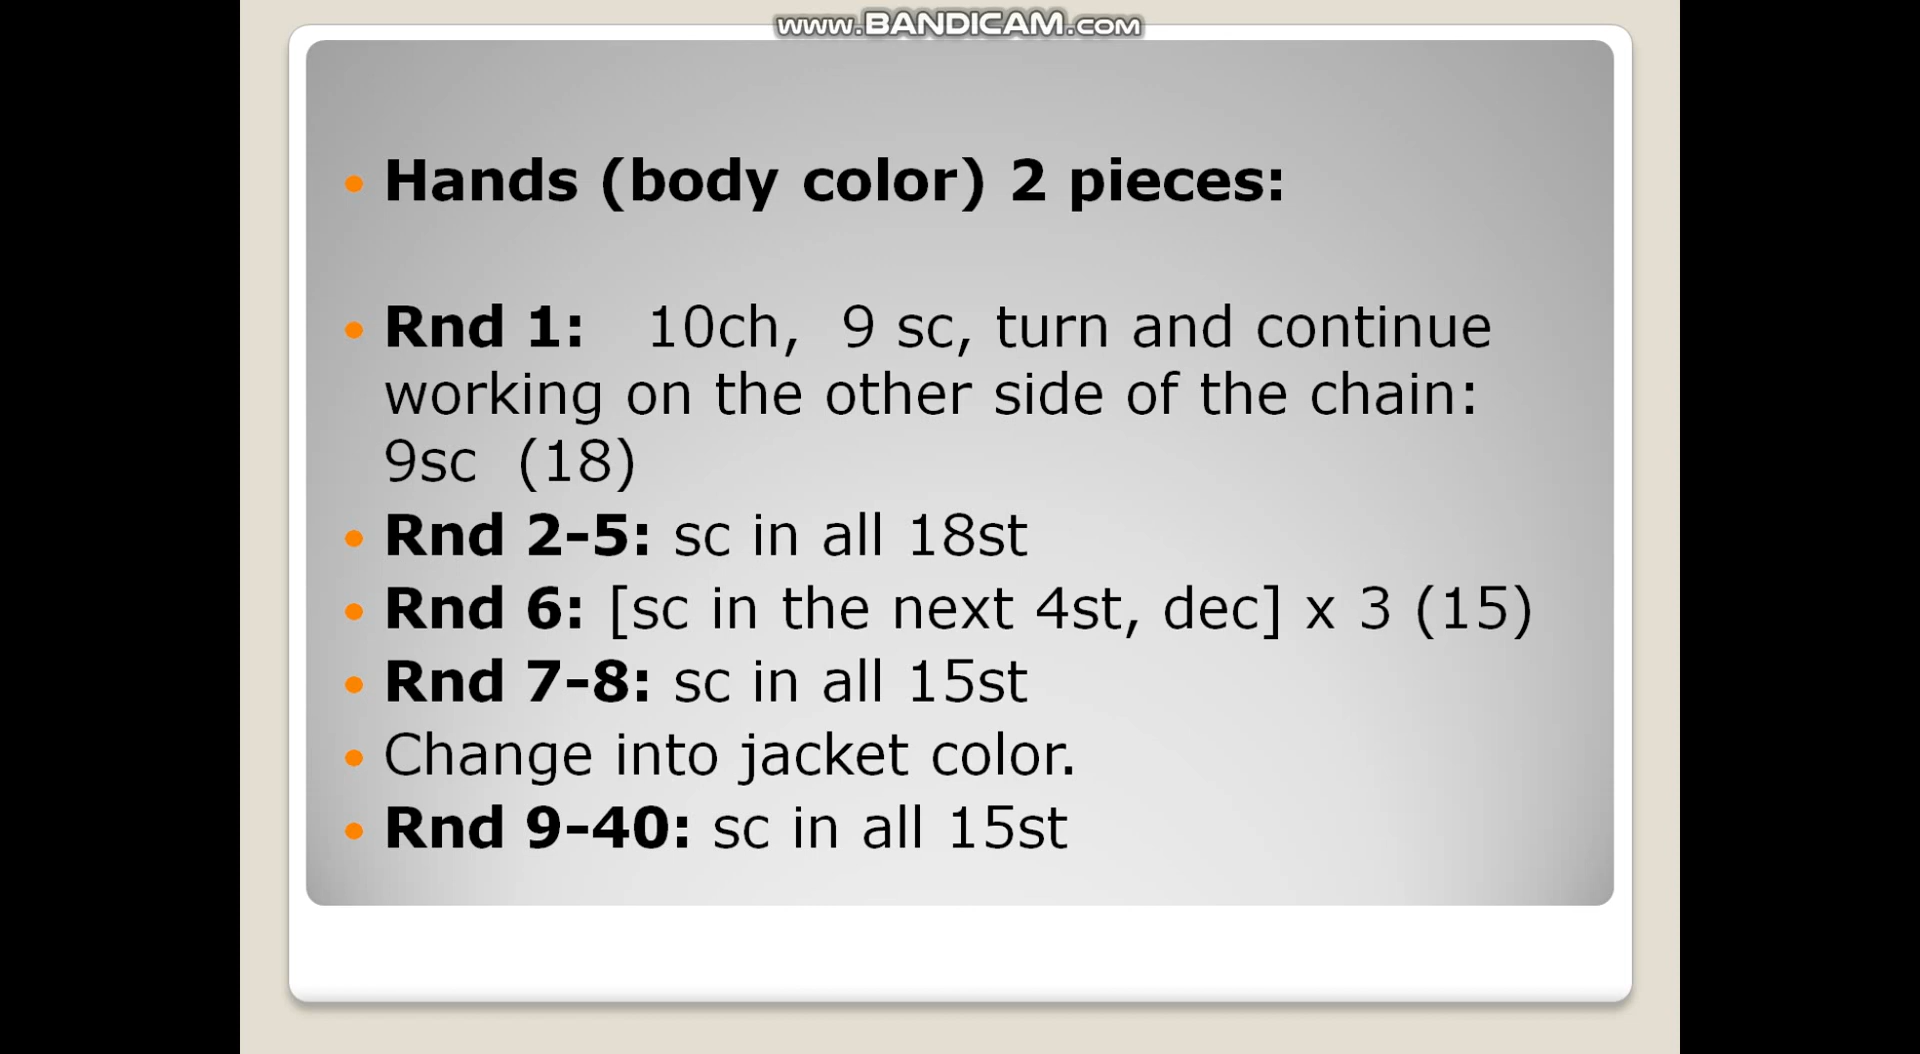 www.BANDICAM.com
Hands (body color) 2 pieces:
Rnd 1: 10ch, 9 sc, turn and continue
working on the other side of the chain:
9sc (18)
Rnd 2-5: sc in all 18st
Rnd 6: [sc in the next 4st, dec] x 3 (15)
Rnd 7-8: sc in all 15st
Change into jacket color.
Rnd 9-40: sc in all 15st